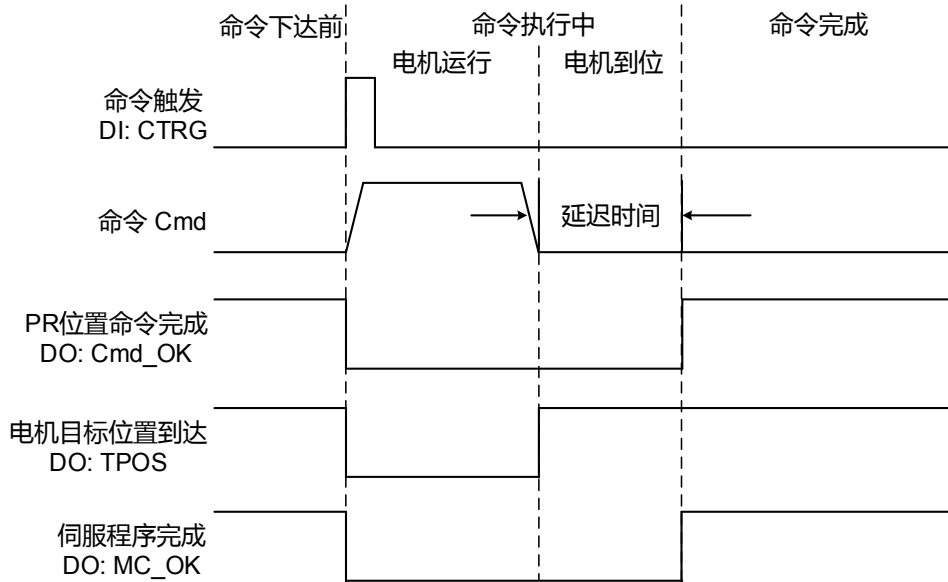 命令下达前
命令执行中
命令完成
电机运行
电机到位
命令触发
DI: CTRG
命令 Cmd
延迟时间
PR位置命令完成
DO: Cmd_OK
电机目标位置到达
DO: TPOS
伺服程序完成
DO: MC_OK